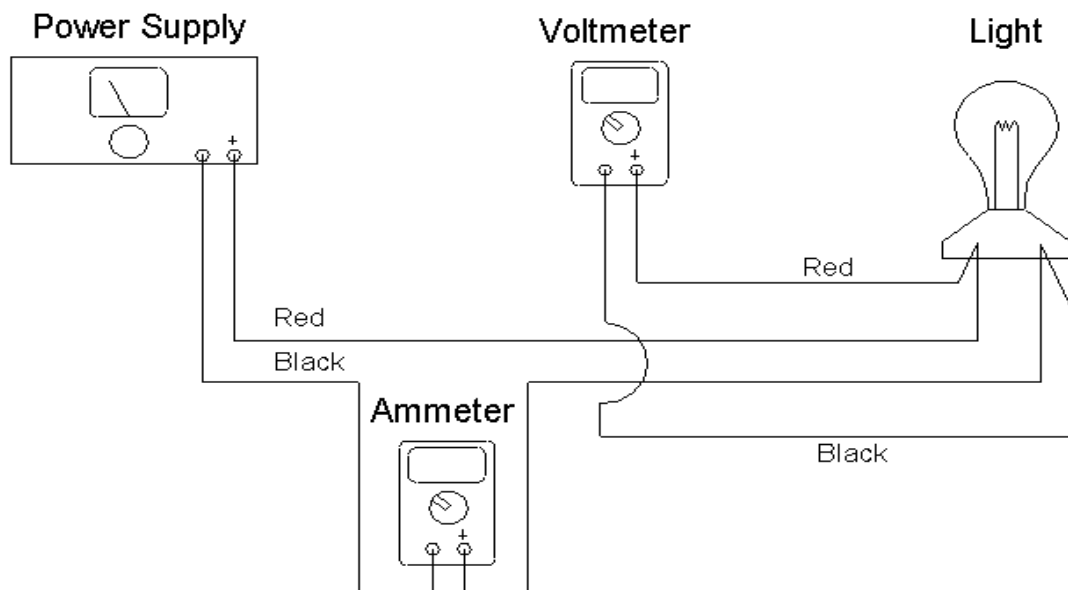 Power Supply
Voltmeter
Light
+
+
Red
Red
Black
Ammeter
Black
+